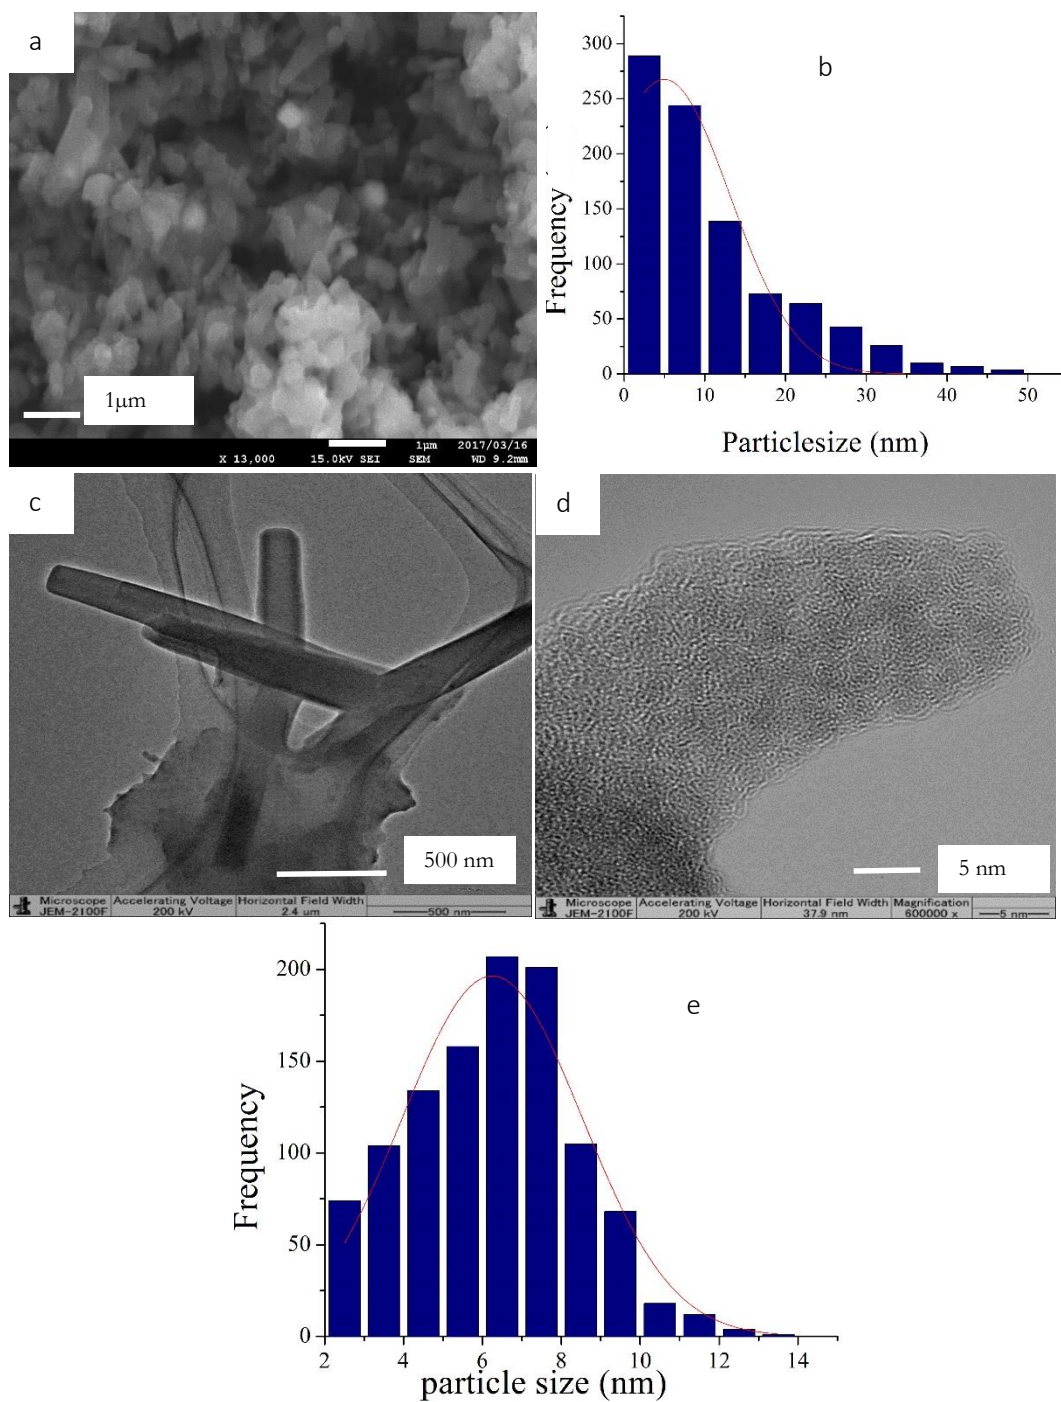 a
1μm
1μm 2017/03/16
X 13,000 15.0kV SEI SEM WD 9.2mm
b
300
250
200
150
100
50
0
Frequency
0 10 20 30 40 50
Particlesize (nm)
c
500 nm
Microscope Accelerating Voltage Horizontal Field Width
JEM-2100F 200 kV 2.4 um 500 nm
d
5 nm
Microscope Accelerating Voltage Horizontal Field Width Magnification
JEM-2100F 200 kV 37.9 nm 600000 x 5 nm
e
200
150
100
50
0
Frequency
2 4 6 8 10 12 14
particle size (nm)